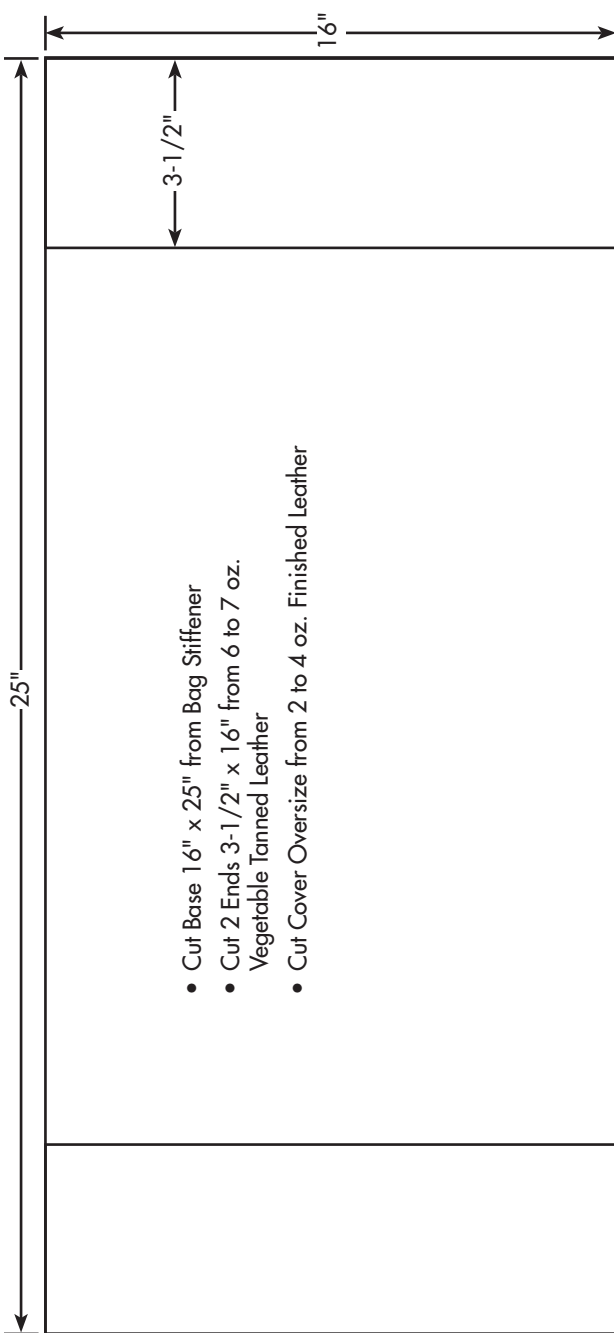 25"
16"
3-1/2"
• Cut Base 16" x 25" from Bag Stiffener
• Cut 2 Ends 3-1/2" x 16" from 6 to 7 oz.
Vegetable Tanned Leather
• Cut Cover Oversize from 2 to 4 oz. Finished Leather